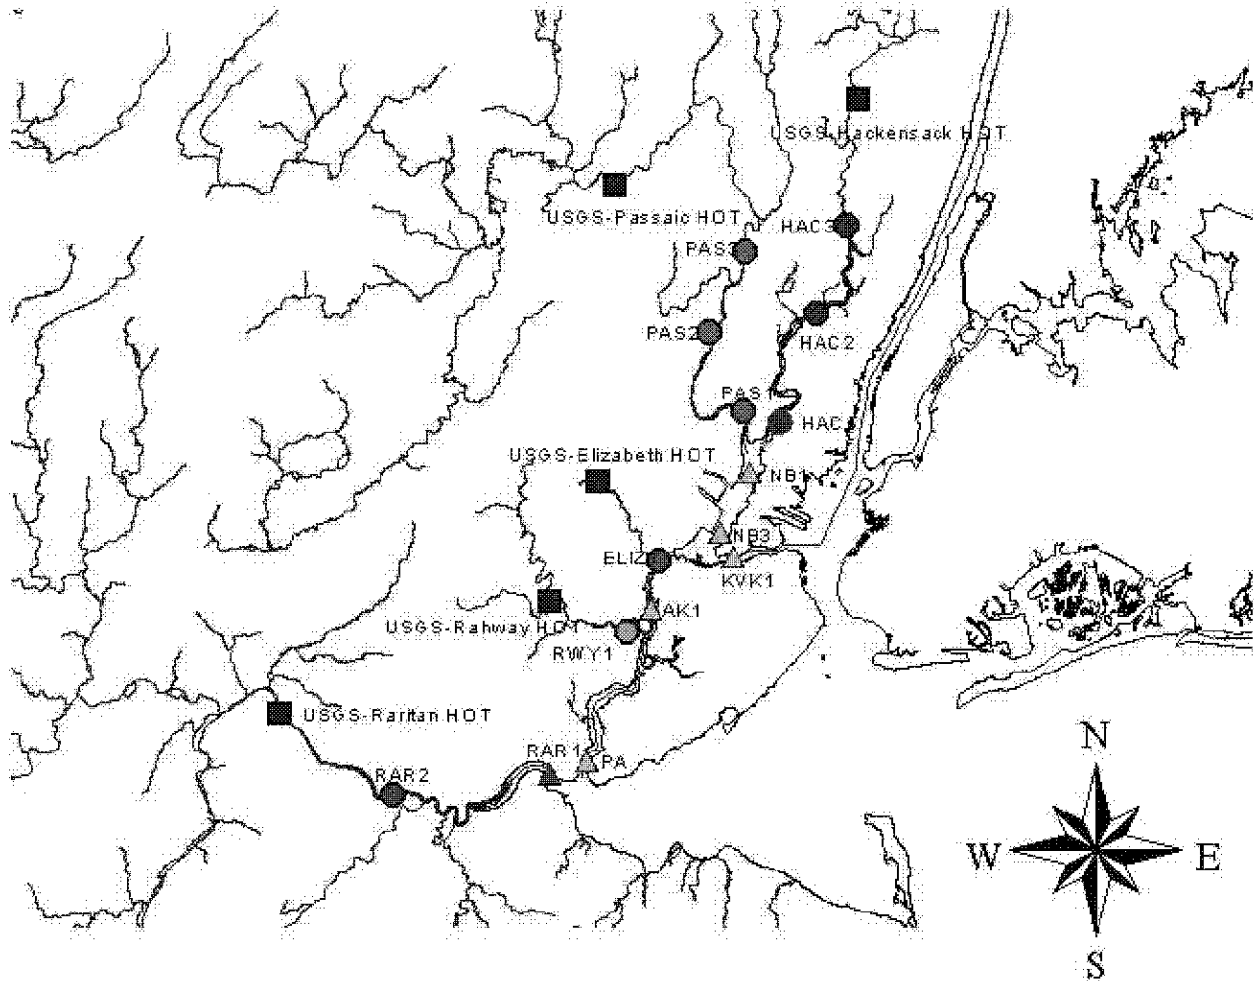 USGS-Hackensack HOT
USGS-Passaic HOT
HAC3
PAS3
PAS2
HAC2
PAS1
USGS-Elizabeth HOT
NB1
NB3
ELIZ
KVK1
AK1
USGS-Rahway HOT
RWY1
USGS-Raritan HOT
RAR1
PA
RAR2
N
W
E
S